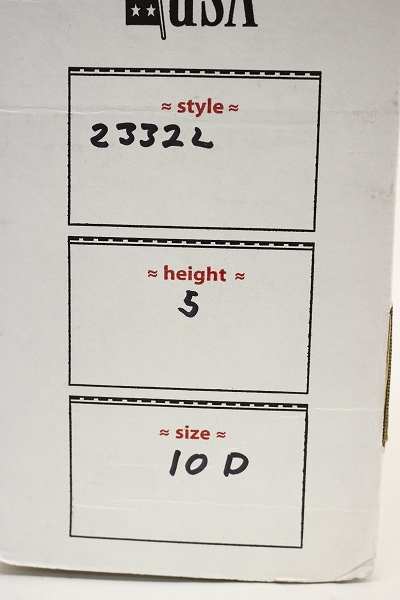 USA
≈ style ≈
2332L
≈ height ≈
5
≈ size ≈
10 D